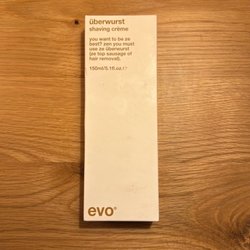 überwurst
shaving crème
you want to be ze
best? zen you must
use ze überwurst
(ze top sausage of
hair removal).
150ml/5.1fl.oz./℮
evo®